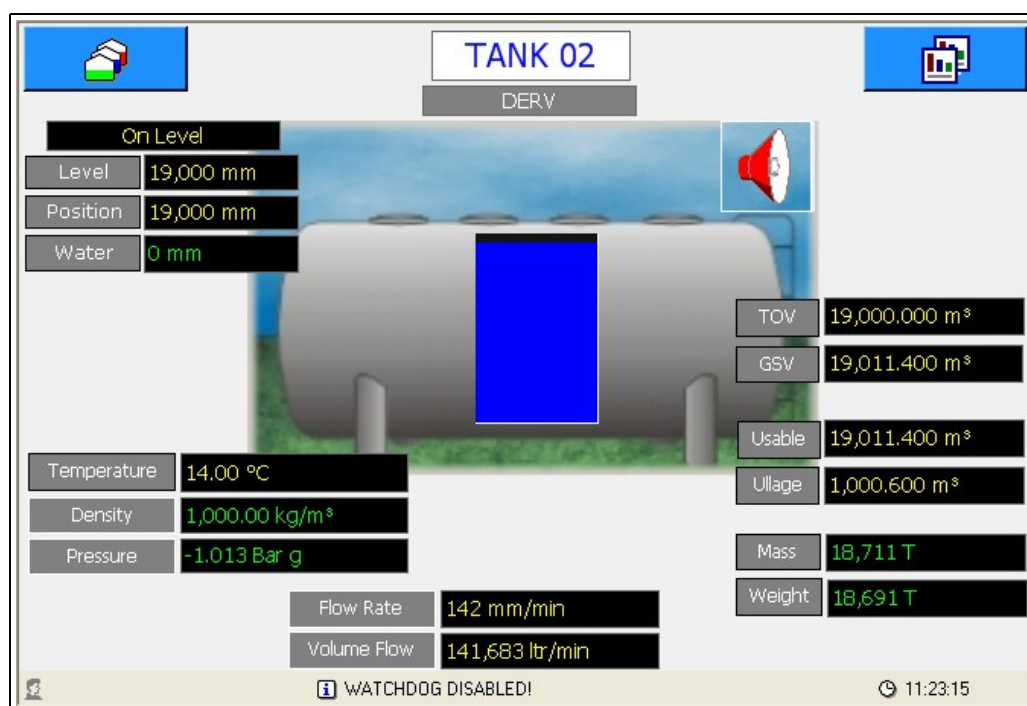 TANK 02
DERV
On Level
Level 19,000 mm
Position 19,000 mm
Water 0 mm
TOV 19,000.000 m³
GSV 19,011.400 m³
Usable 19,011.400 m³
Ullage 1,000.600 m³
Temperature 14.00 °C
Density 1,000.00 kg/m³
Pressure -1.013 Bar g
Mass 18,711 T
Weight 18,691 T
Flow Rate 142 mm/min
Volume Flow 141,683 ltr/min
WATCHDOG DISABLED! 11:23:15